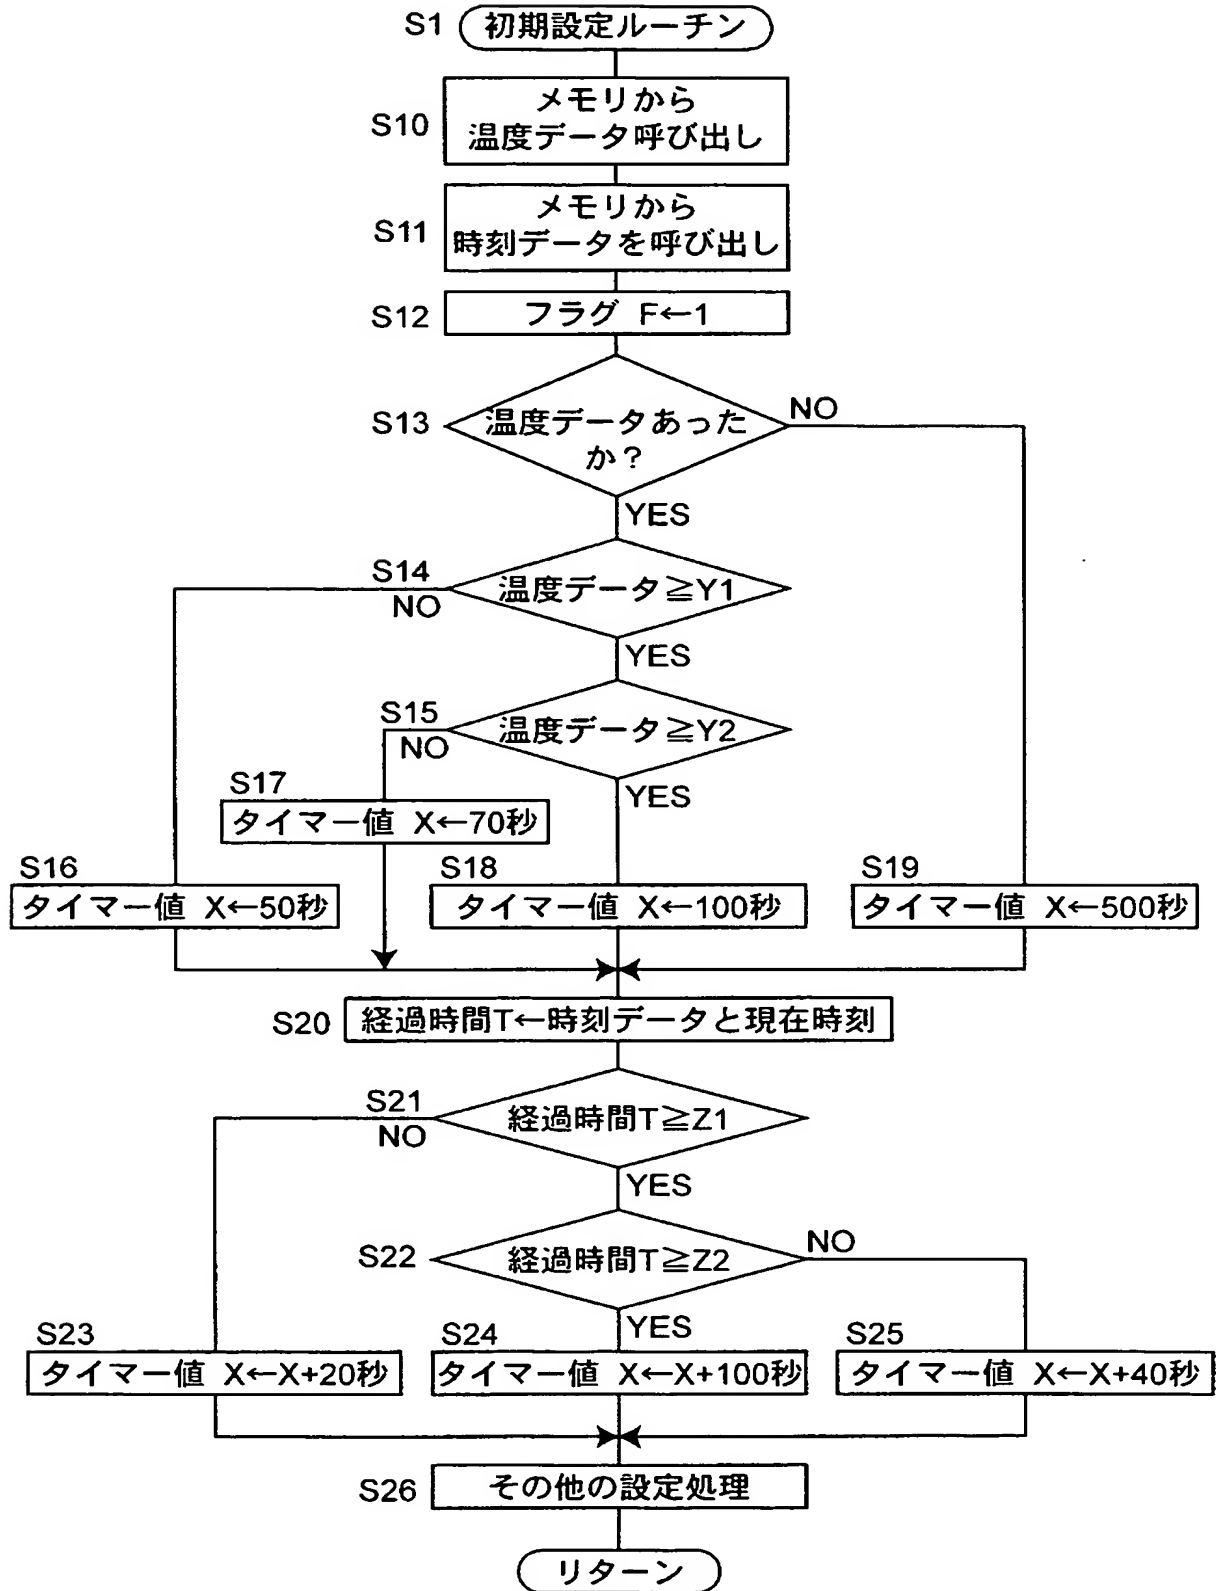 S1 初期設定ルーチン
S10
メモリから
温度データ呼び出し
S11
メモリから
時刻データを呼び出し
S12 フラグ F←1
S13
温度データあった
か？
NO
YES
S14
温度データ≧Y1
NO
YES
S15
温度データ≧Y2
NO
YES
S17
タイマー値 X←70秒
S16
タイマー値 X←50秒
S18
タイマー値 X←100秒
S19
タイマー値 X←500秒
S20 経過時間T←時刻データと現在時刻
S21
経過時間T≧Z1
NO
YES
S22 経過時間T≧Z2
NO
YES
S23
タイマー値 X←X+20秒
S24
タイマー値 X←X+100秒
S25
タイマー値 X←X+40秒
S26 その他の設定処理
リターン